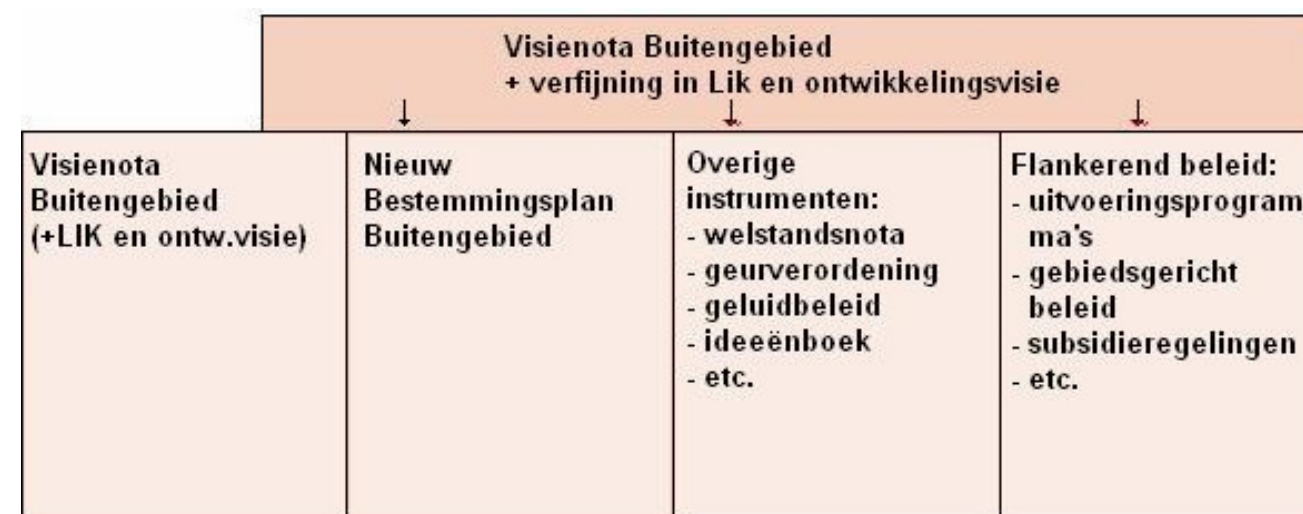 Visienota Buitengebied
+ verfijning in Lik en ontwikkelingsvisie
Visienota
Buitengebied
(+LIK en ontw.visie)
Nieuw
Bestemmingsplan
Buitengebied
Overige
instrumenten:
- welstandsnota
- geurverordening
- geluidbeleid
- ideeënboek
- etc.
Flankerend beleid:
- uitvoeringsprogram
ma's
- gebiedsgericht
beleid
- subsidieregelingen
- etc.